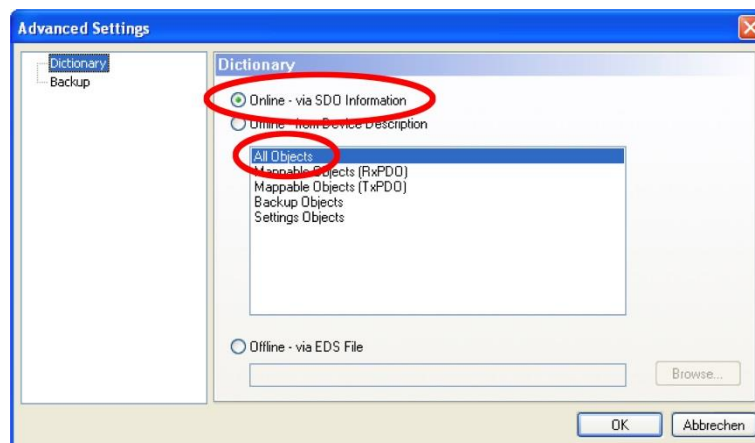 Advanced Settings
Dictionary
Backup
Dictionary
Online - via SDO Information
Offline - from Device Description
All Objects
Mappable Objects (RxPDO)
Mappable Objects (TxPDO)
Backup Objects
Settings Objects
Offline - via EDS File
Browse...
OK
Abbrechen